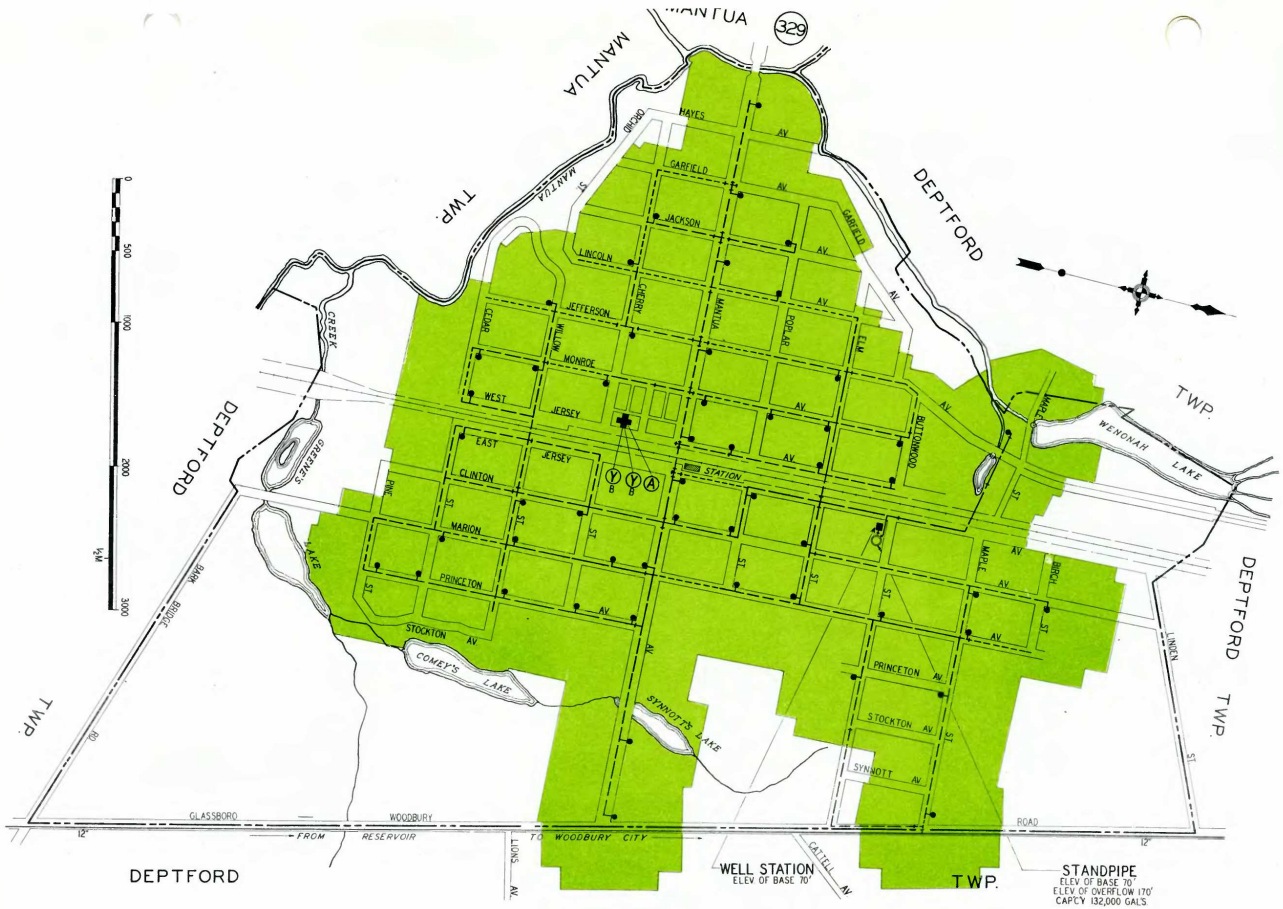 MANTUA
329
MANTUA
TWP.
ORCHID
ST.
MANTUA
HAYES
AV.
GARFIELD
AV.
GARFIELD
AV.
DEPTFORD
TWP.
JACKSON
AV.
LINCOLN
AV.
JEFFERSON
CEDAR
WILLOW
CHERRY
MANTUA
POPLAR
ELM
MONROE
AV.
AV
BUTTONWOOD
MAPLE
WENONAH
LAKE
0
500
1000
2000
½M
3000
CREEK
GREENE'S
LAKE
DEPTFORD
TWP.
WEST
JERSEY
AV.
EAST
JERSEY
STATION
Y
B
Y
B
A
CLINTON
PINE
ST
ST
ST
ST
ST
ST
ST
ST.
AV
MARION
MAPLE
AV
BIRCH
ST
PRINCETON
AV.
AV.
STOCKTON AV.
COMEY'S
LAKE
AV.
SYNNOTT'S LAKE
PRINCETON AV.
STOCKTON AV.
ST
SYNNOTT AV.
LINDEN
ST.
DEPTFORD
TWP.
BARK
BRIDGE
RD
GLASSBORO
WOODBURY
ROAD
12"
FROM RESERVOIR
TO WOODBURY CITY
12"
LIONS
AV.
CATTELL
AV
DEPTFORD
TWP.
WELL STATION
ELEV OF BASE 70'
STANDPIPE
ELEV OF BASE 70'
ELEV OF OVERFLOW 170'
CAP'CY 132,000 GAL'S.